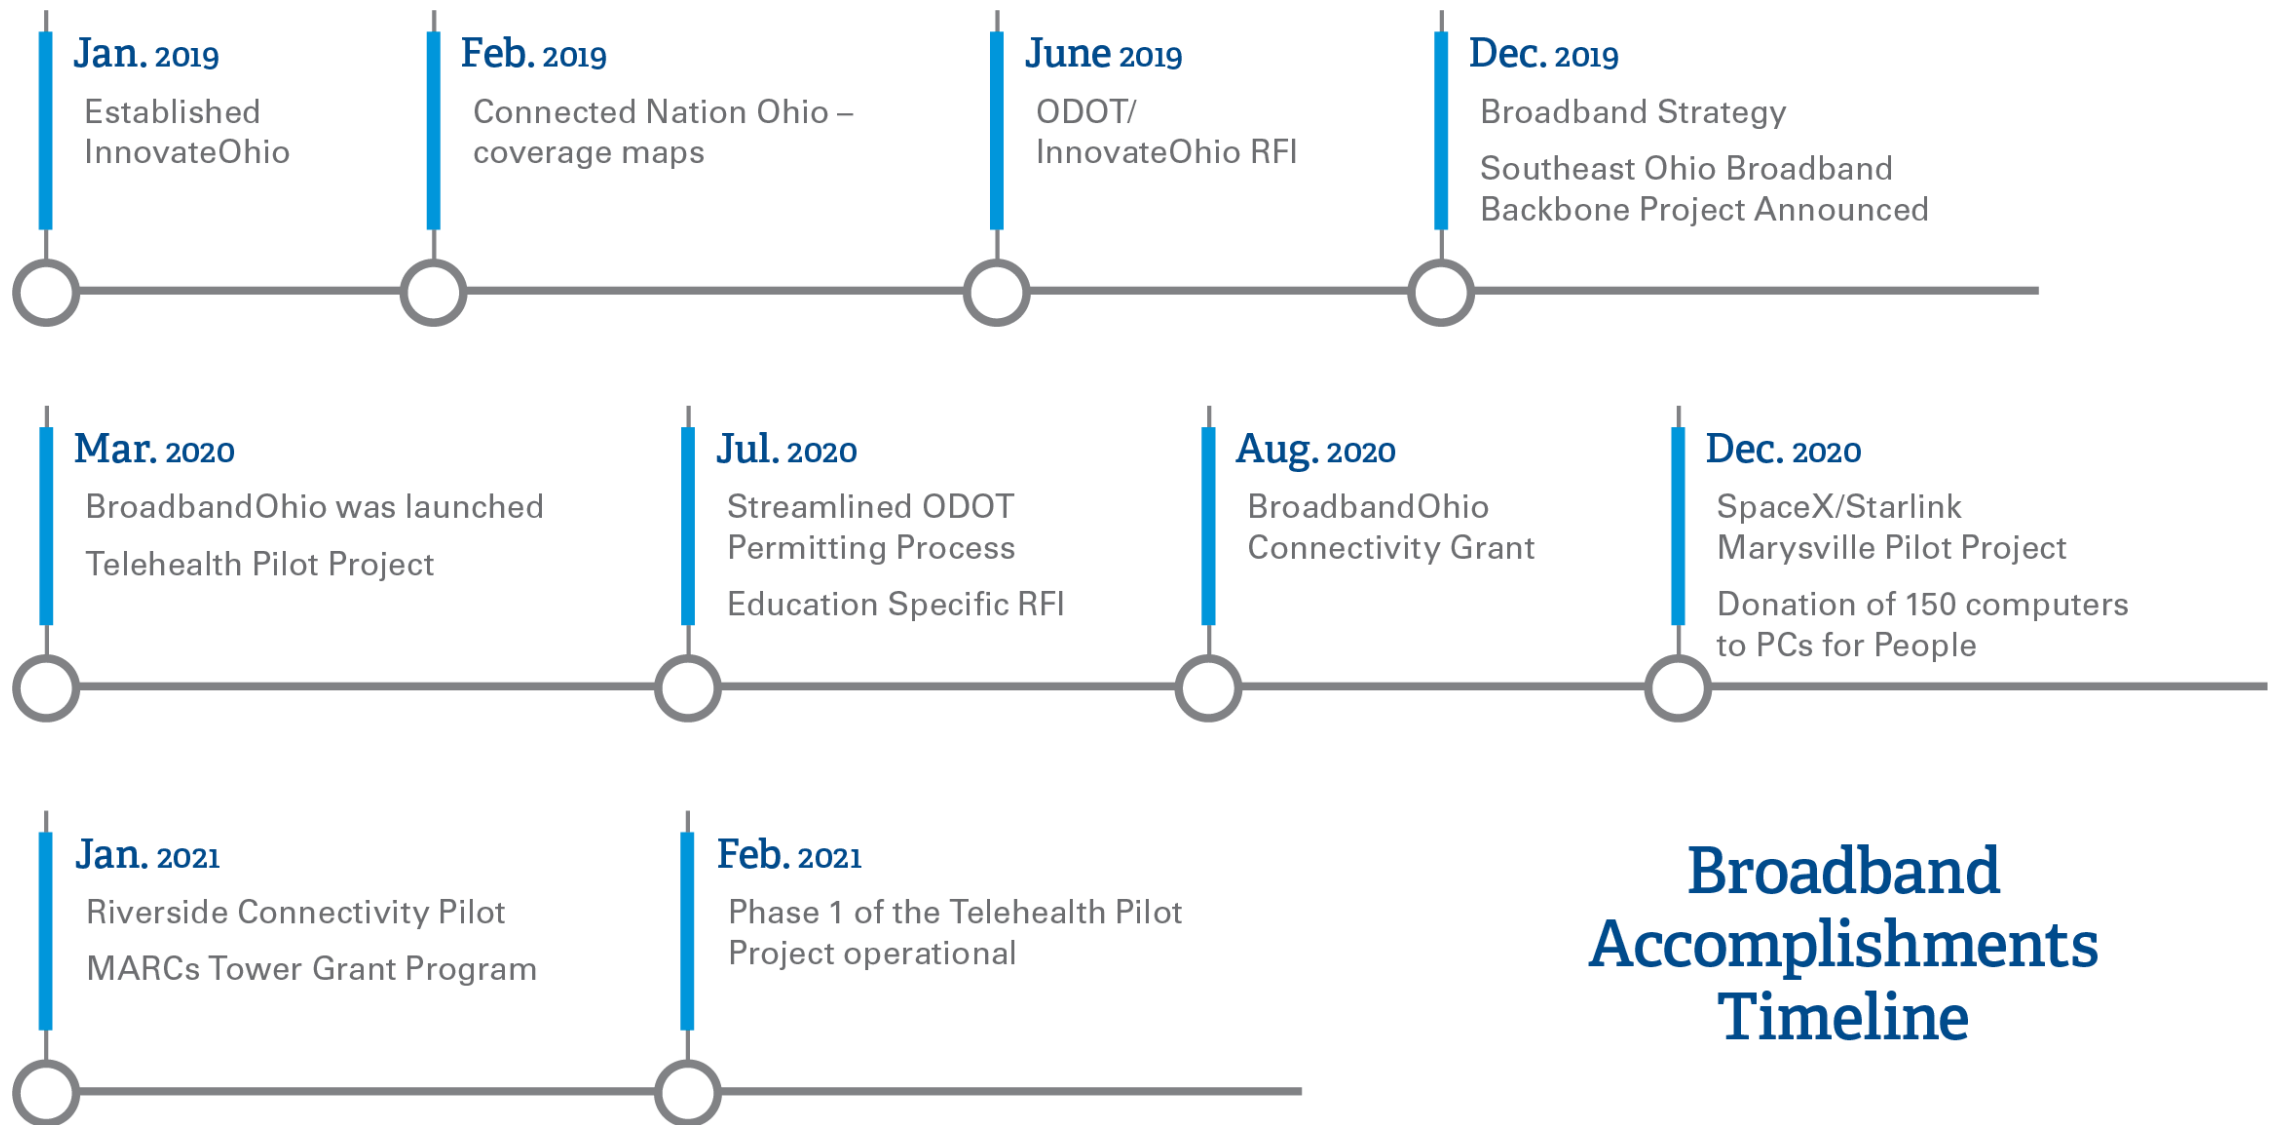 Jan. 2019
Established
InnovateOhio
Feb. 2019
Connected Nation Ohio –
coverage maps
June 2019
ODOT/
InnovateOhio RFI
Dec. 2019
Broadband Strategy
Southeast Ohio Broadband
Backbone Project Announced
Mar. 2020
BroadbandOhio was launched
Telehealth Pilot Project
Jul. 2020
Streamlined ODOT
Permitting Process
Education Specific RFI
Aug. 2020
BroadbandOhio
Connectivity Grant
Dec. 2020
SpaceX/Starlink
Marysville Pilot Project
Donation of 150 computers
to PCs for People
Jan. 2021
Riverside Connectivity Pilot
MARCs Tower Grant Program
Feb. 2021
Phase 1 of the Telehealth Pilot
Project operational
Broadband
Accomplishments
Timeline